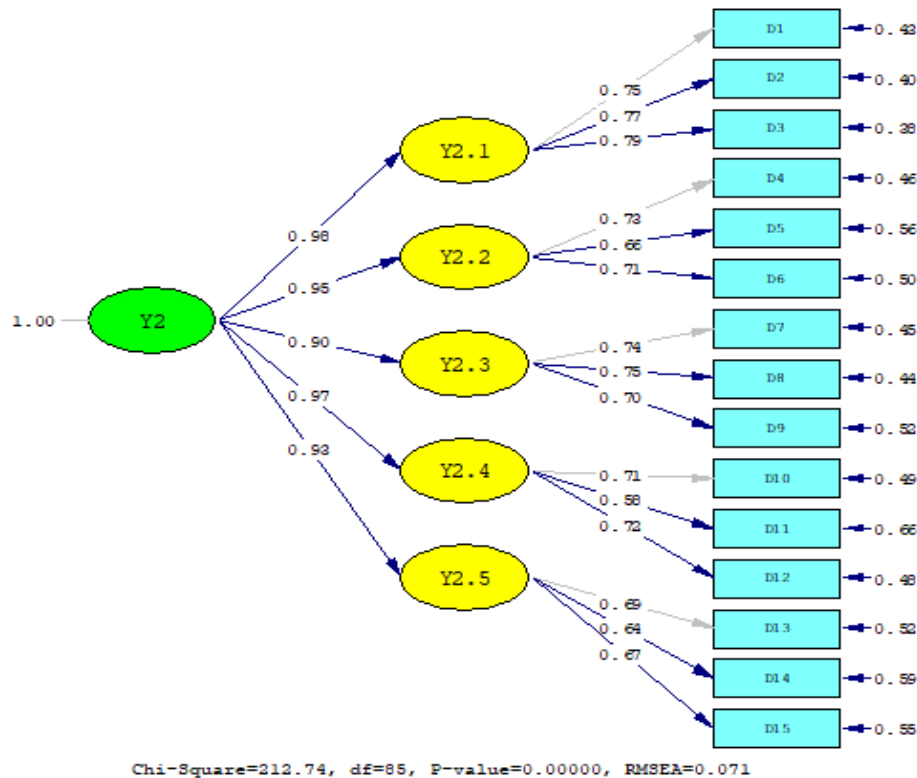 D1
0.43
D2
0.40
0.75
0.77
D3
0.38
0.79
Y2.1
D4
0.46
0.73
D5
0.56
0.98
0.66
Y2.2
0.71
D6
0.50
0.95
1.00
Y2
D7
0.45
0.90
0.74
Y2.3
0.75
D8
0.44
0.97
0.70
D9
0.52
0.93
Y2.4
0.71
D10
0.49
0.58
0.72
D11
0.66
Y2.5
D12
0.48
0.69
0.64
D13
0.52
0.67
D14
0.59
D15
0.55
Chi-Square=212.74, df=85, P-value=0.00000, RMSEA=0.071